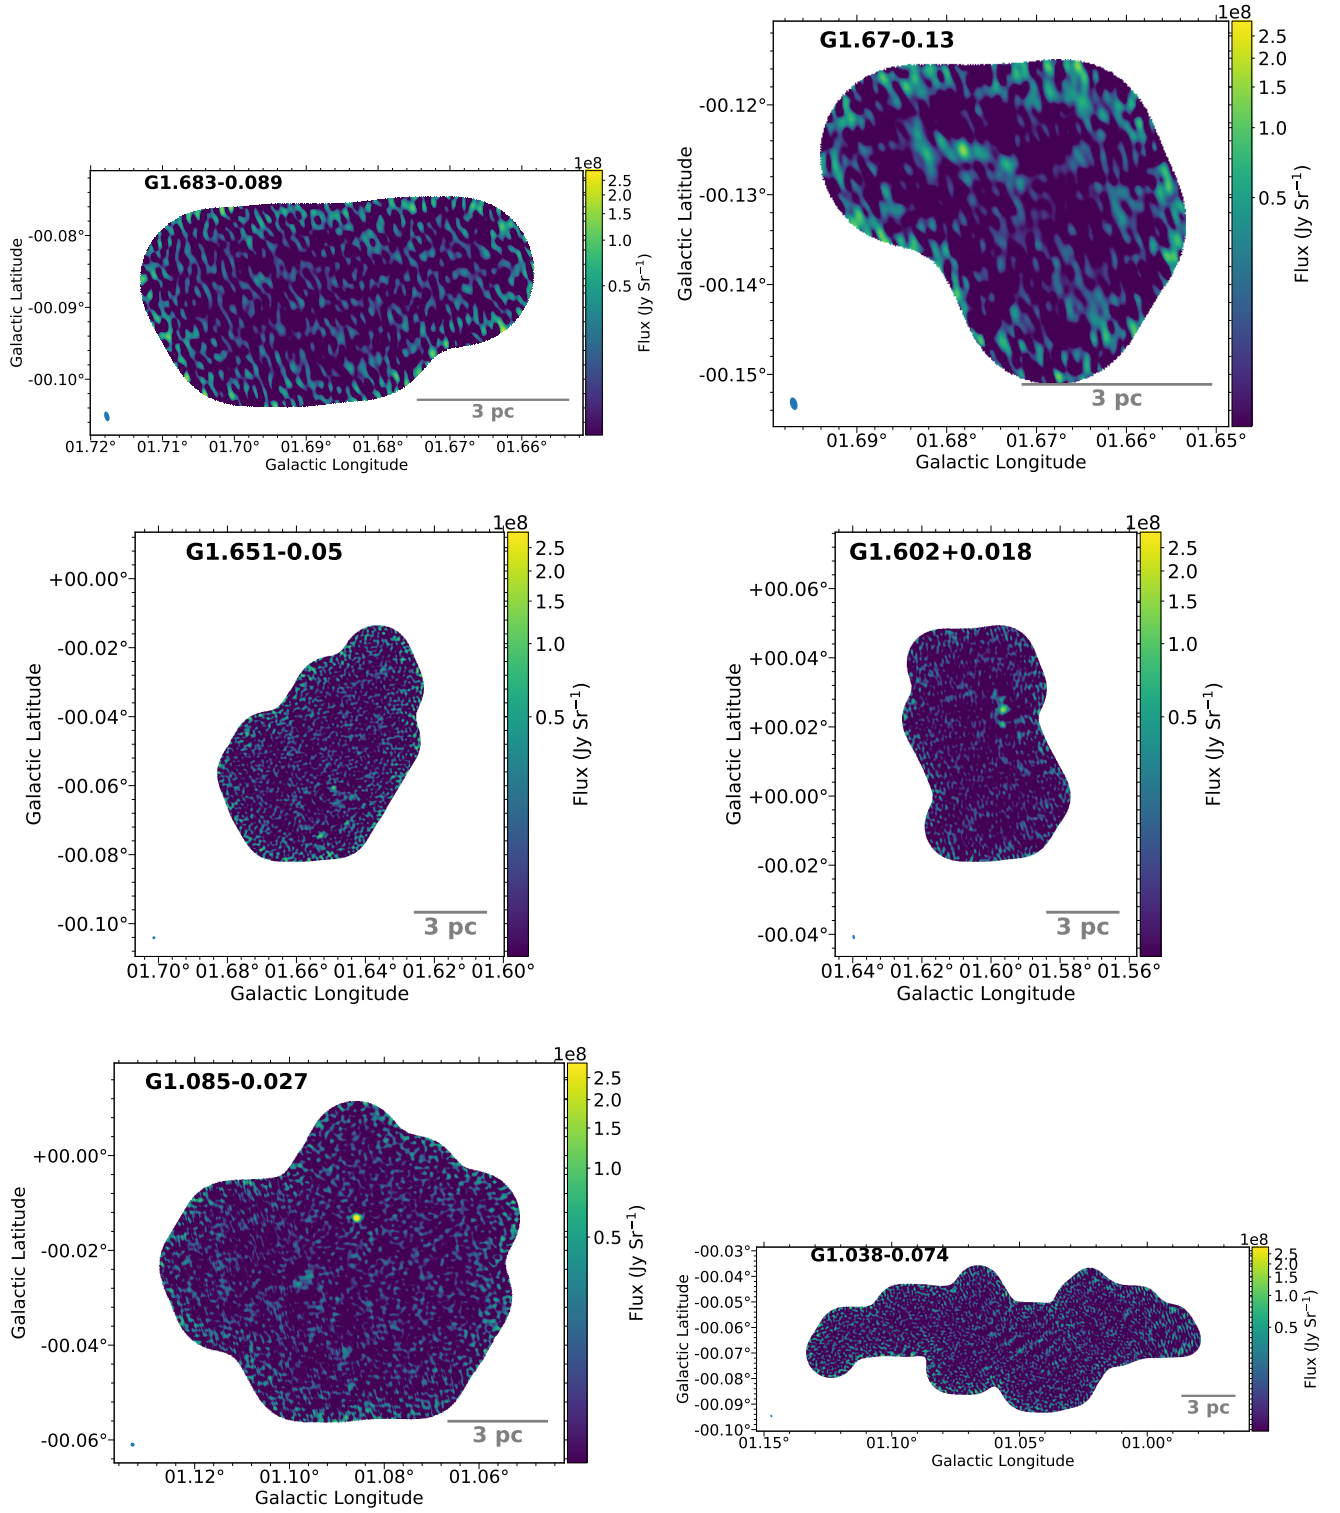 1e8
G1.683-0.089
2.5
2.0
1.5
1.0
0.5
-00.08°
-00.09°
-00.10°
Galactic Latitude
Flux (Jy Sr⁻¹)
3 pc
01.72° 01.71° 01.70° 01.69° 01.68° 01.67° 01.66°
Galactic Longitude
1e8
G1.67-0.13
2.5
2.0
1.5
1.0
0.5
-00.12°
-00.13°
-00.14°
-00.15°
Galactic Latitude
Flux (Jy Sr⁻¹)
3 pc
01.69° 01.68° 01.67° 01.66° 01.65°
Galactic Longitude
1e8
G1.651-0.05
2.5
2.0
1.5
1.0
0.5
+00.00°
-00.02°
-00.04°
-00.06°
-00.08°
-00.10°
Galactic Latitude
Flux (Jy Sr⁻¹)
3 pc
01.70° 01.68° 01.66° 01.64° 01.62° 01.60°
Galactic Longitude
1e8
G1.602+0.018
2.5
2.0
1.5
1.0
0.5
+00.06°
+00.04°
+00.02°
+00.00°
-00.02°
-00.04°
Galactic Latitude
Flux (Jy Sr⁻¹)
3 pc
01.64° 01.62° 01.60° 01.58° 01.56°
Galactic Longitude
1e8
G1.085-0.027
2.5
2.0
1.5
1.0
0.5
+00.00°
-00.02°
-00.04°
-00.06°
Galactic Latitude
Flux (Jy Sr⁻¹)
3 pc
01.12° 01.10° 01.08° 01.06°
Galactic Longitude
1e8
G1.038-0.074
2.5
2.0
1.5
1.0
0.5
-00.03°
-00.04°
-00.05°
-00.06°
-00.07°
-00.08°
-00.09°
-00.10°
Galactic Latitude
Flux (Jy Sr⁻¹)
3 pc
01.15° 01.10° 01.05° 01.00°
Galactic Longitude